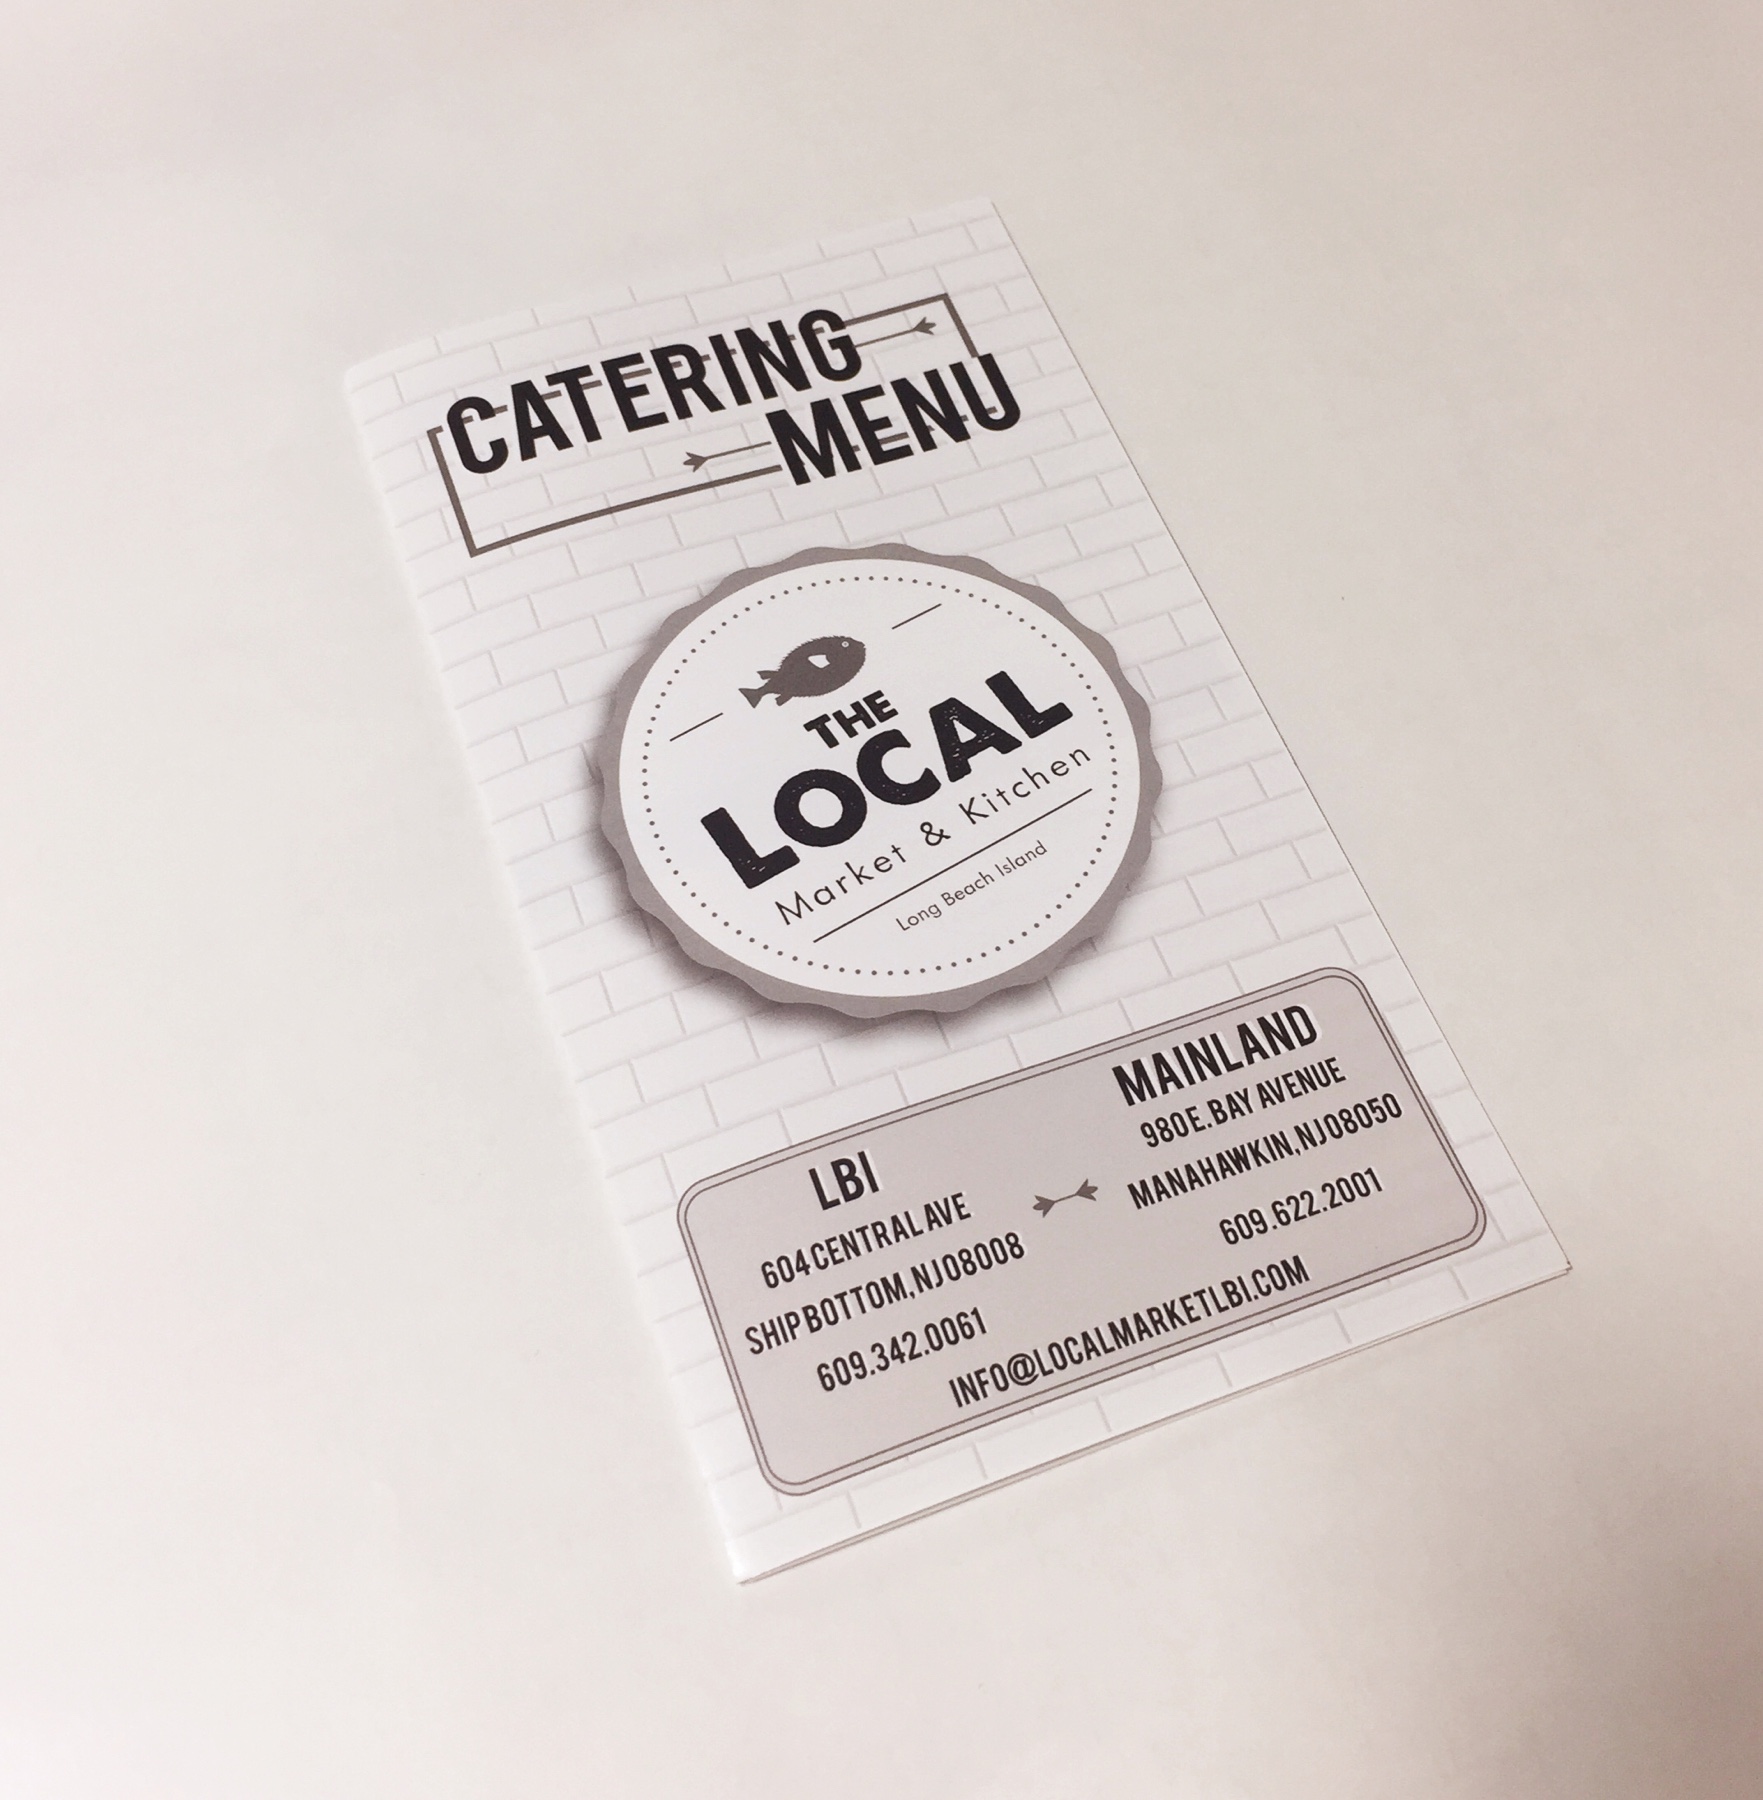 CATERING
MENU
THE
LOCAL
Market & Kitchen
Long Beach Island
LBI
604 CENTRAL AVE
SHIP BOTTOM, NJ 08008
609.342.0061
MAINLAND
980 E. BAY AVENUE
MANAHAWKIN, NJ 08050
609.622.2001
INFO@LOCALMARKETLBI.COM